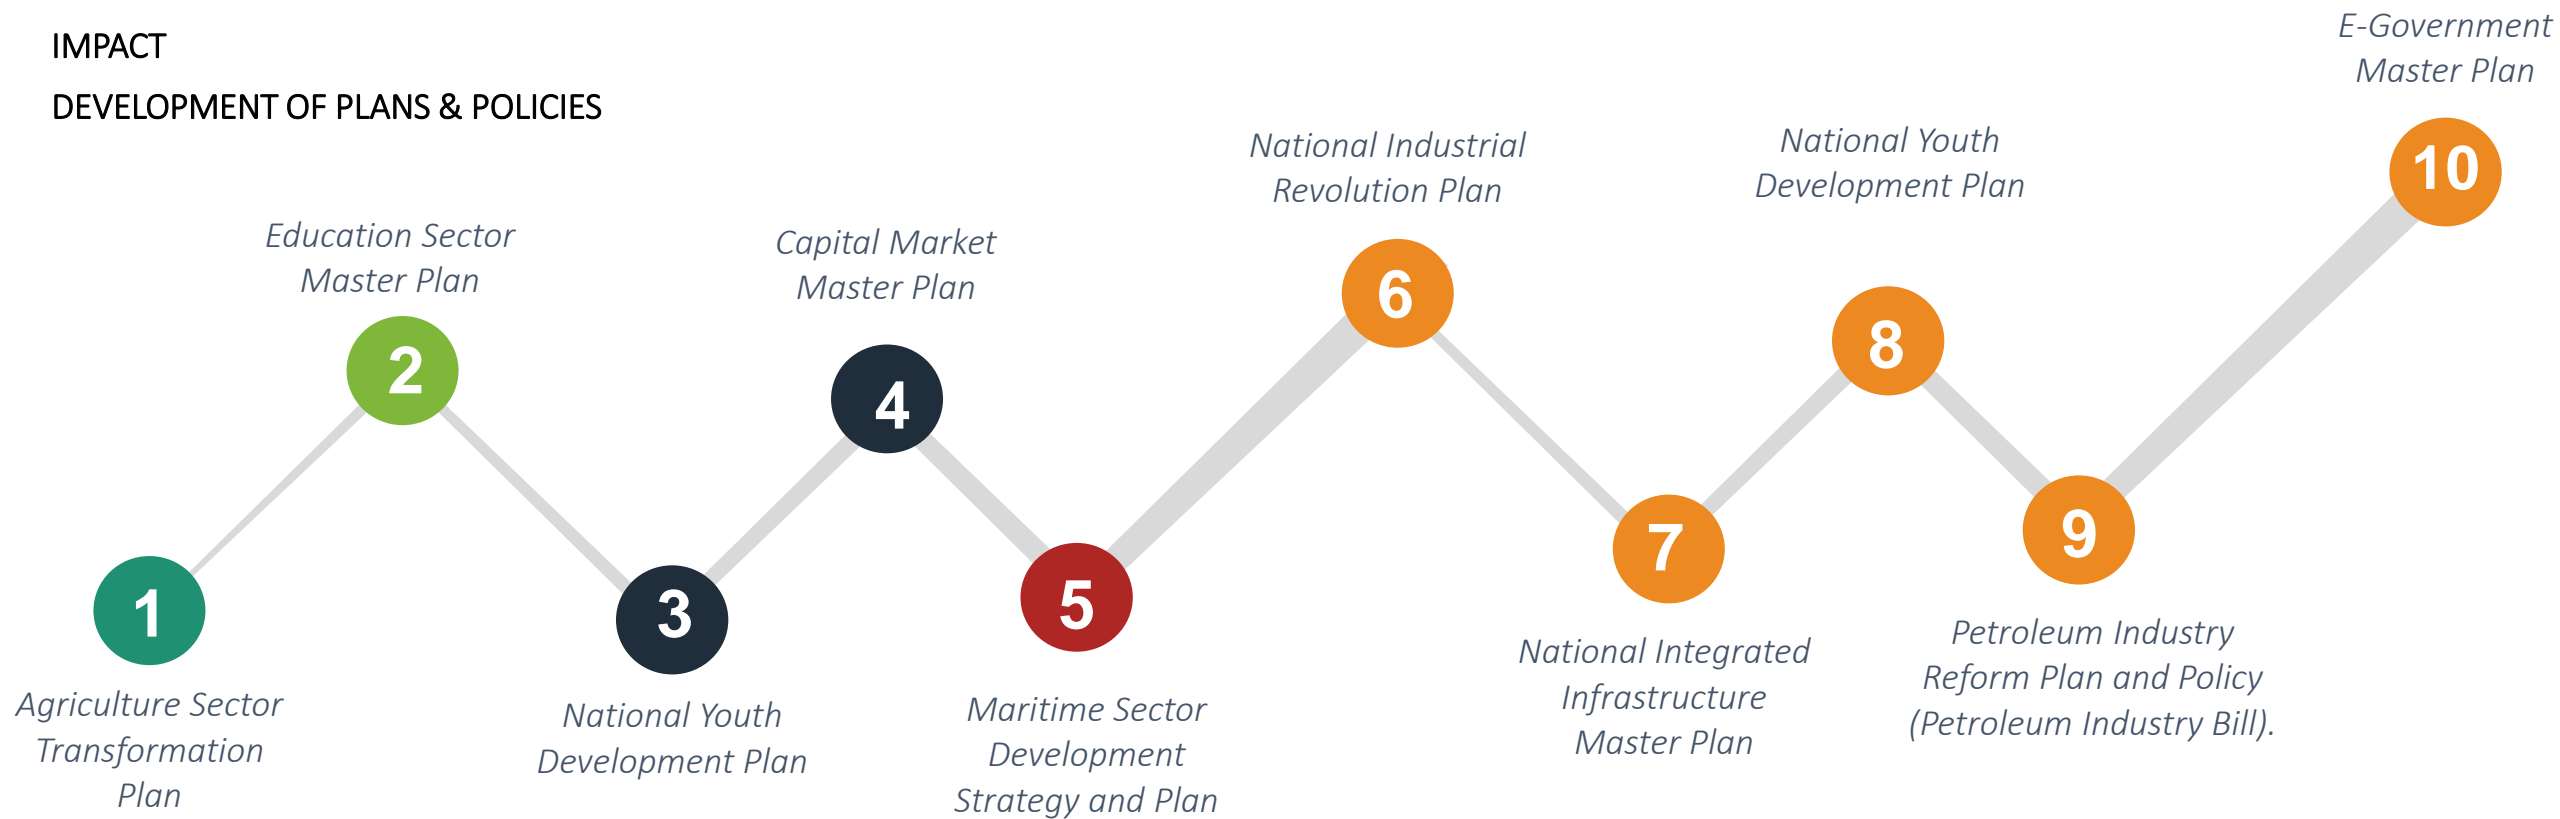 IMPACT
DEVELOPMENT OF PLANS & POLICIES
1
Agriculture Sector
Transformation
Plan
Education Sector
Master Plan
2
3
National Youth
Development Plan
Capital Market
Master Plan
4
5
Maritime Sector
Development
Strategy and Plan
National Industrial
Revolution Plan
6
7
National Integrated
Infrastructure
Master Plan
National Youth
Development Plan
8
9
Petroleum Industry
Reform Plan and Policy
(Petroleum Industry Bill).
E-Government
Master Plan
10